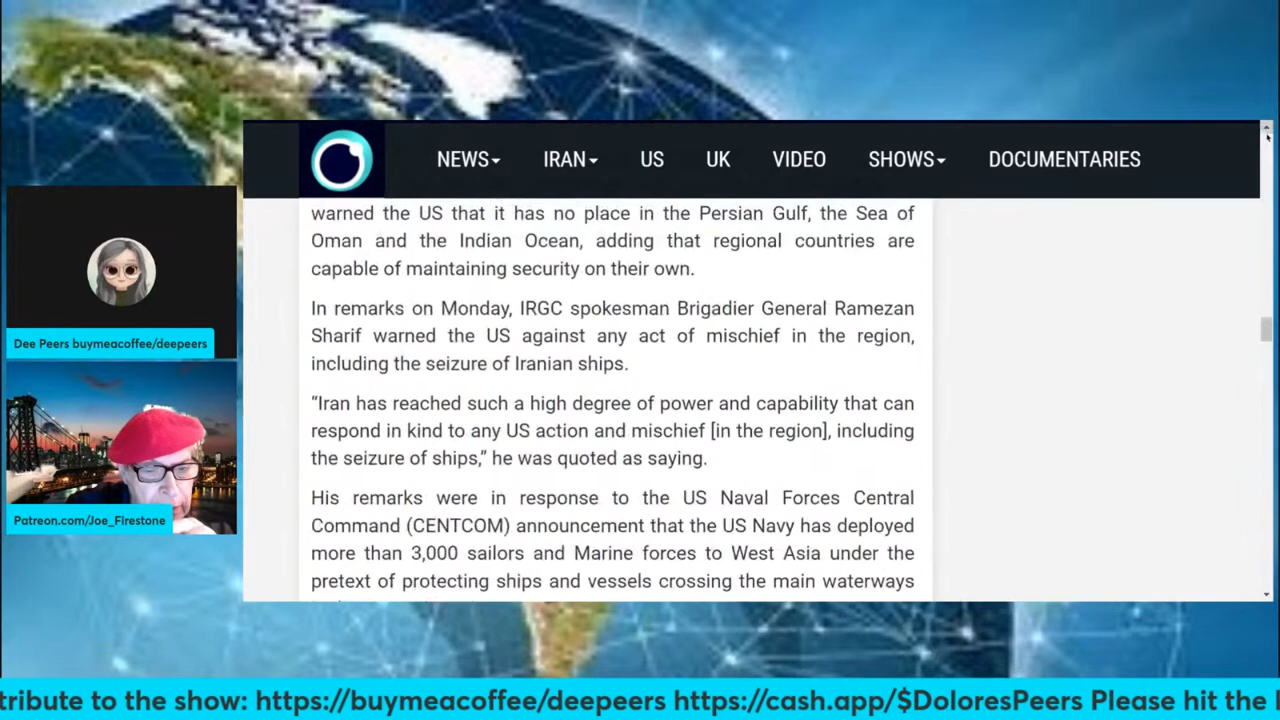 NEWS IRAN US UK VIDEO SHOWS DOCUMENTARIES
warned the US that it has no place in the Persian Gulf, the Sea of
Oman and the Indian Ocean, adding that regional countries are
capable of maintaining security on their own.
In remarks on Monday, IRGC spokesman Brigadier General Ramezan
Sharif warned the US against any act of mischief in the region,
including the seizure of Iranian ships.
“Iran has reached such a high degree of power and capability that can
respond in kind to any US action and mischief [in the region], including
the seizure of ships,” he was quoted as saying.
His remarks were in response to the US Naval Forces Central
Command (CENTCOM) announcement that the US Navy has deployed
more than 3,000 sailors and Marine forces to West Asia under the
pretext of protecting ships and vessels crossing the main waterways
Dee Peers buymeacoffee/deepeers
Patreon.com/Joe_Firestone
tribute to the show: https://buymeacoffee/deepeers https://cash.app/$DoloresPeers Please hit the